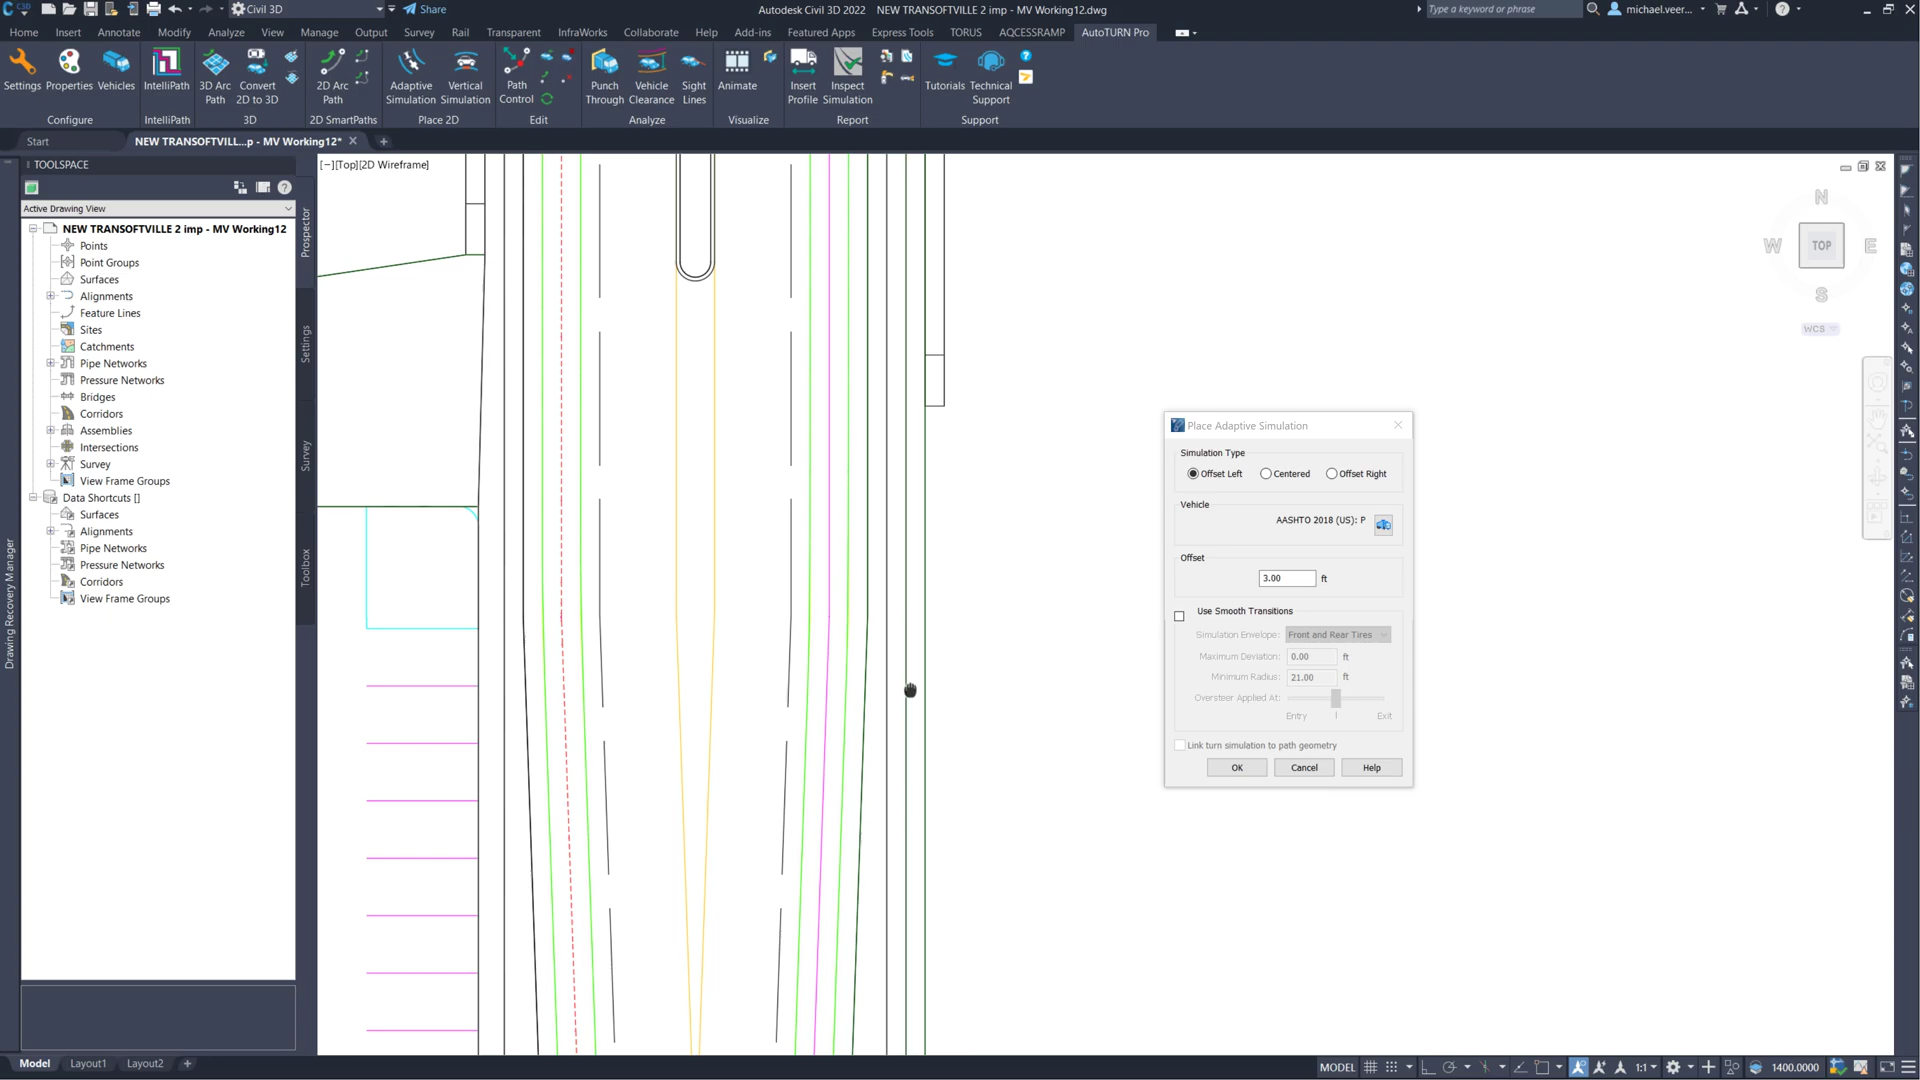 Civil 3D
Share
Autodesk Civil 3D 2022 NEW TRANSOFTVILLE 2 imp - MV Working12.dwg
Type a keyword or phrase
michael.veer...
Home Insert Annotate Modify Analyze View Manage Output Survey Rail Transparent InfraWorks Collaborate Help Add-ins Featured Apps Express Tools TORUS AQCESSRAMP AutoTURN Pro
Settings Properties Vehicles IntelliPath 3D Arc Path Convert 2D to 3D 2D Arc Path Adaptive Simulation Vertical Simulation Path Control Punch Through Vehicle Clearance Sight Lines Animate Insert Profile Inspect Simulation Tutorials Technical Support
Configure IntelliPath 3D 2D SmartPaths Place 2D Edit Analyze Visualize Report Support
Start NEW TRANSOFTVILL...p - MV Working12*
TOOLSPACE
[−][Top][2D Wireframe]
Active Drawing View
NEW TRANSOFTVILLE 2 imp - MV Working12
Points
Point Groups
Surfaces
Alignments
Feature Lines
Sites
Catchments
Pipe Networks
Pressure Networks
Bridges
Corridors
Assemblies
Intersections
Survey
View Frame Groups
Data Shortcuts []
Surfaces
Alignments
Pipe Networks
Pressure Networks
Corridors
View Frame Groups
Prospector
Settings
Survey
Toolbox
Drawing Recovery Manager
N
W TOP E
S
WCS
Place Adaptive Simulation
Simulation Type
Offset Left Centered Offset Right
Vehicle
AASHTO 2018 (US): P
Offset
3.00 ft
Use Smooth Transitions
Simulation Envelope: Front and Rear Tires
Maximum Deviation: 0.00 ft
Minimum Radius: 21.00 ft
Oversteer Applied At:
Entry Exit
Link turn simulation to path geometry
OK Cancel Help
Model Layout1 Layout2
MODEL 1:1 1400.0000